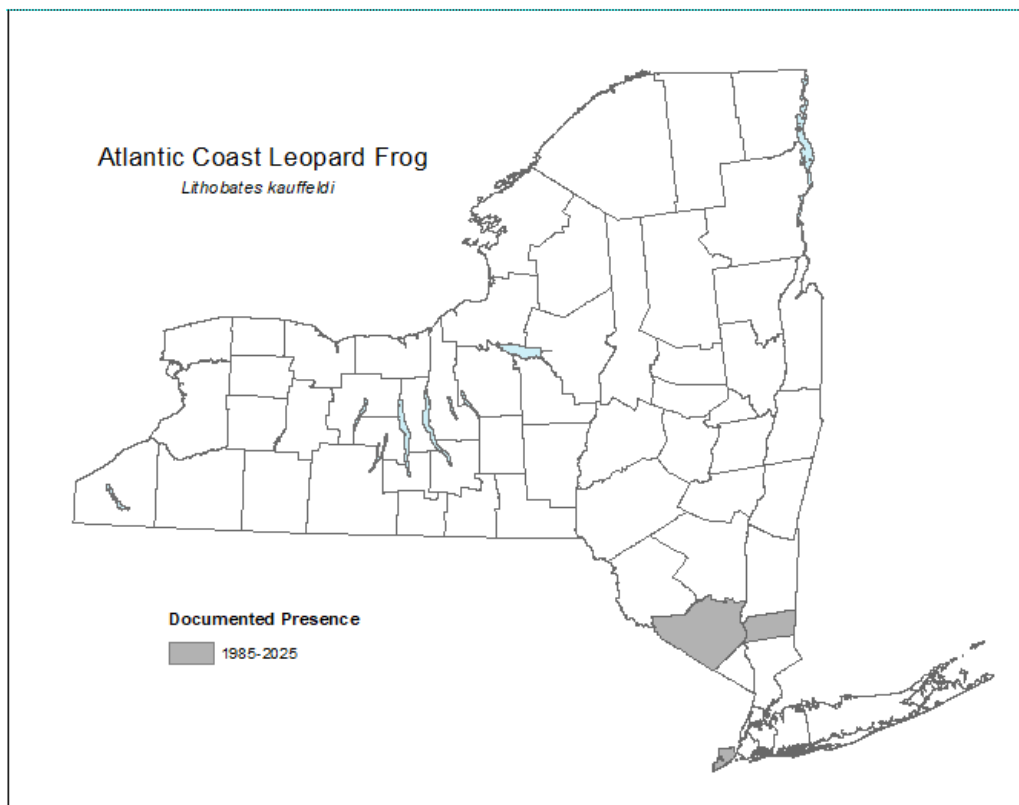 Atlantic Coast Leopard Frog
Lithobates kauffeldi
Documented Presence
1985-2025